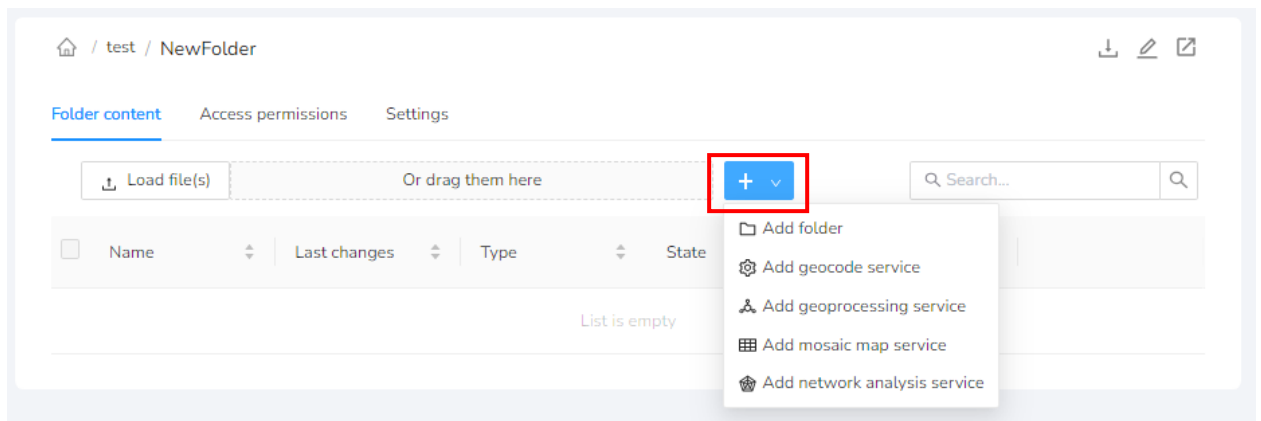 / test / NewFolder
Folder content Access permissions Settings
Load file(s) Or drag them here + Search...
Name Last changes Type State
List is empty
Add folder
Add geocode service
Add geoprocessing service
Add mosaic map service
Add network analysis service